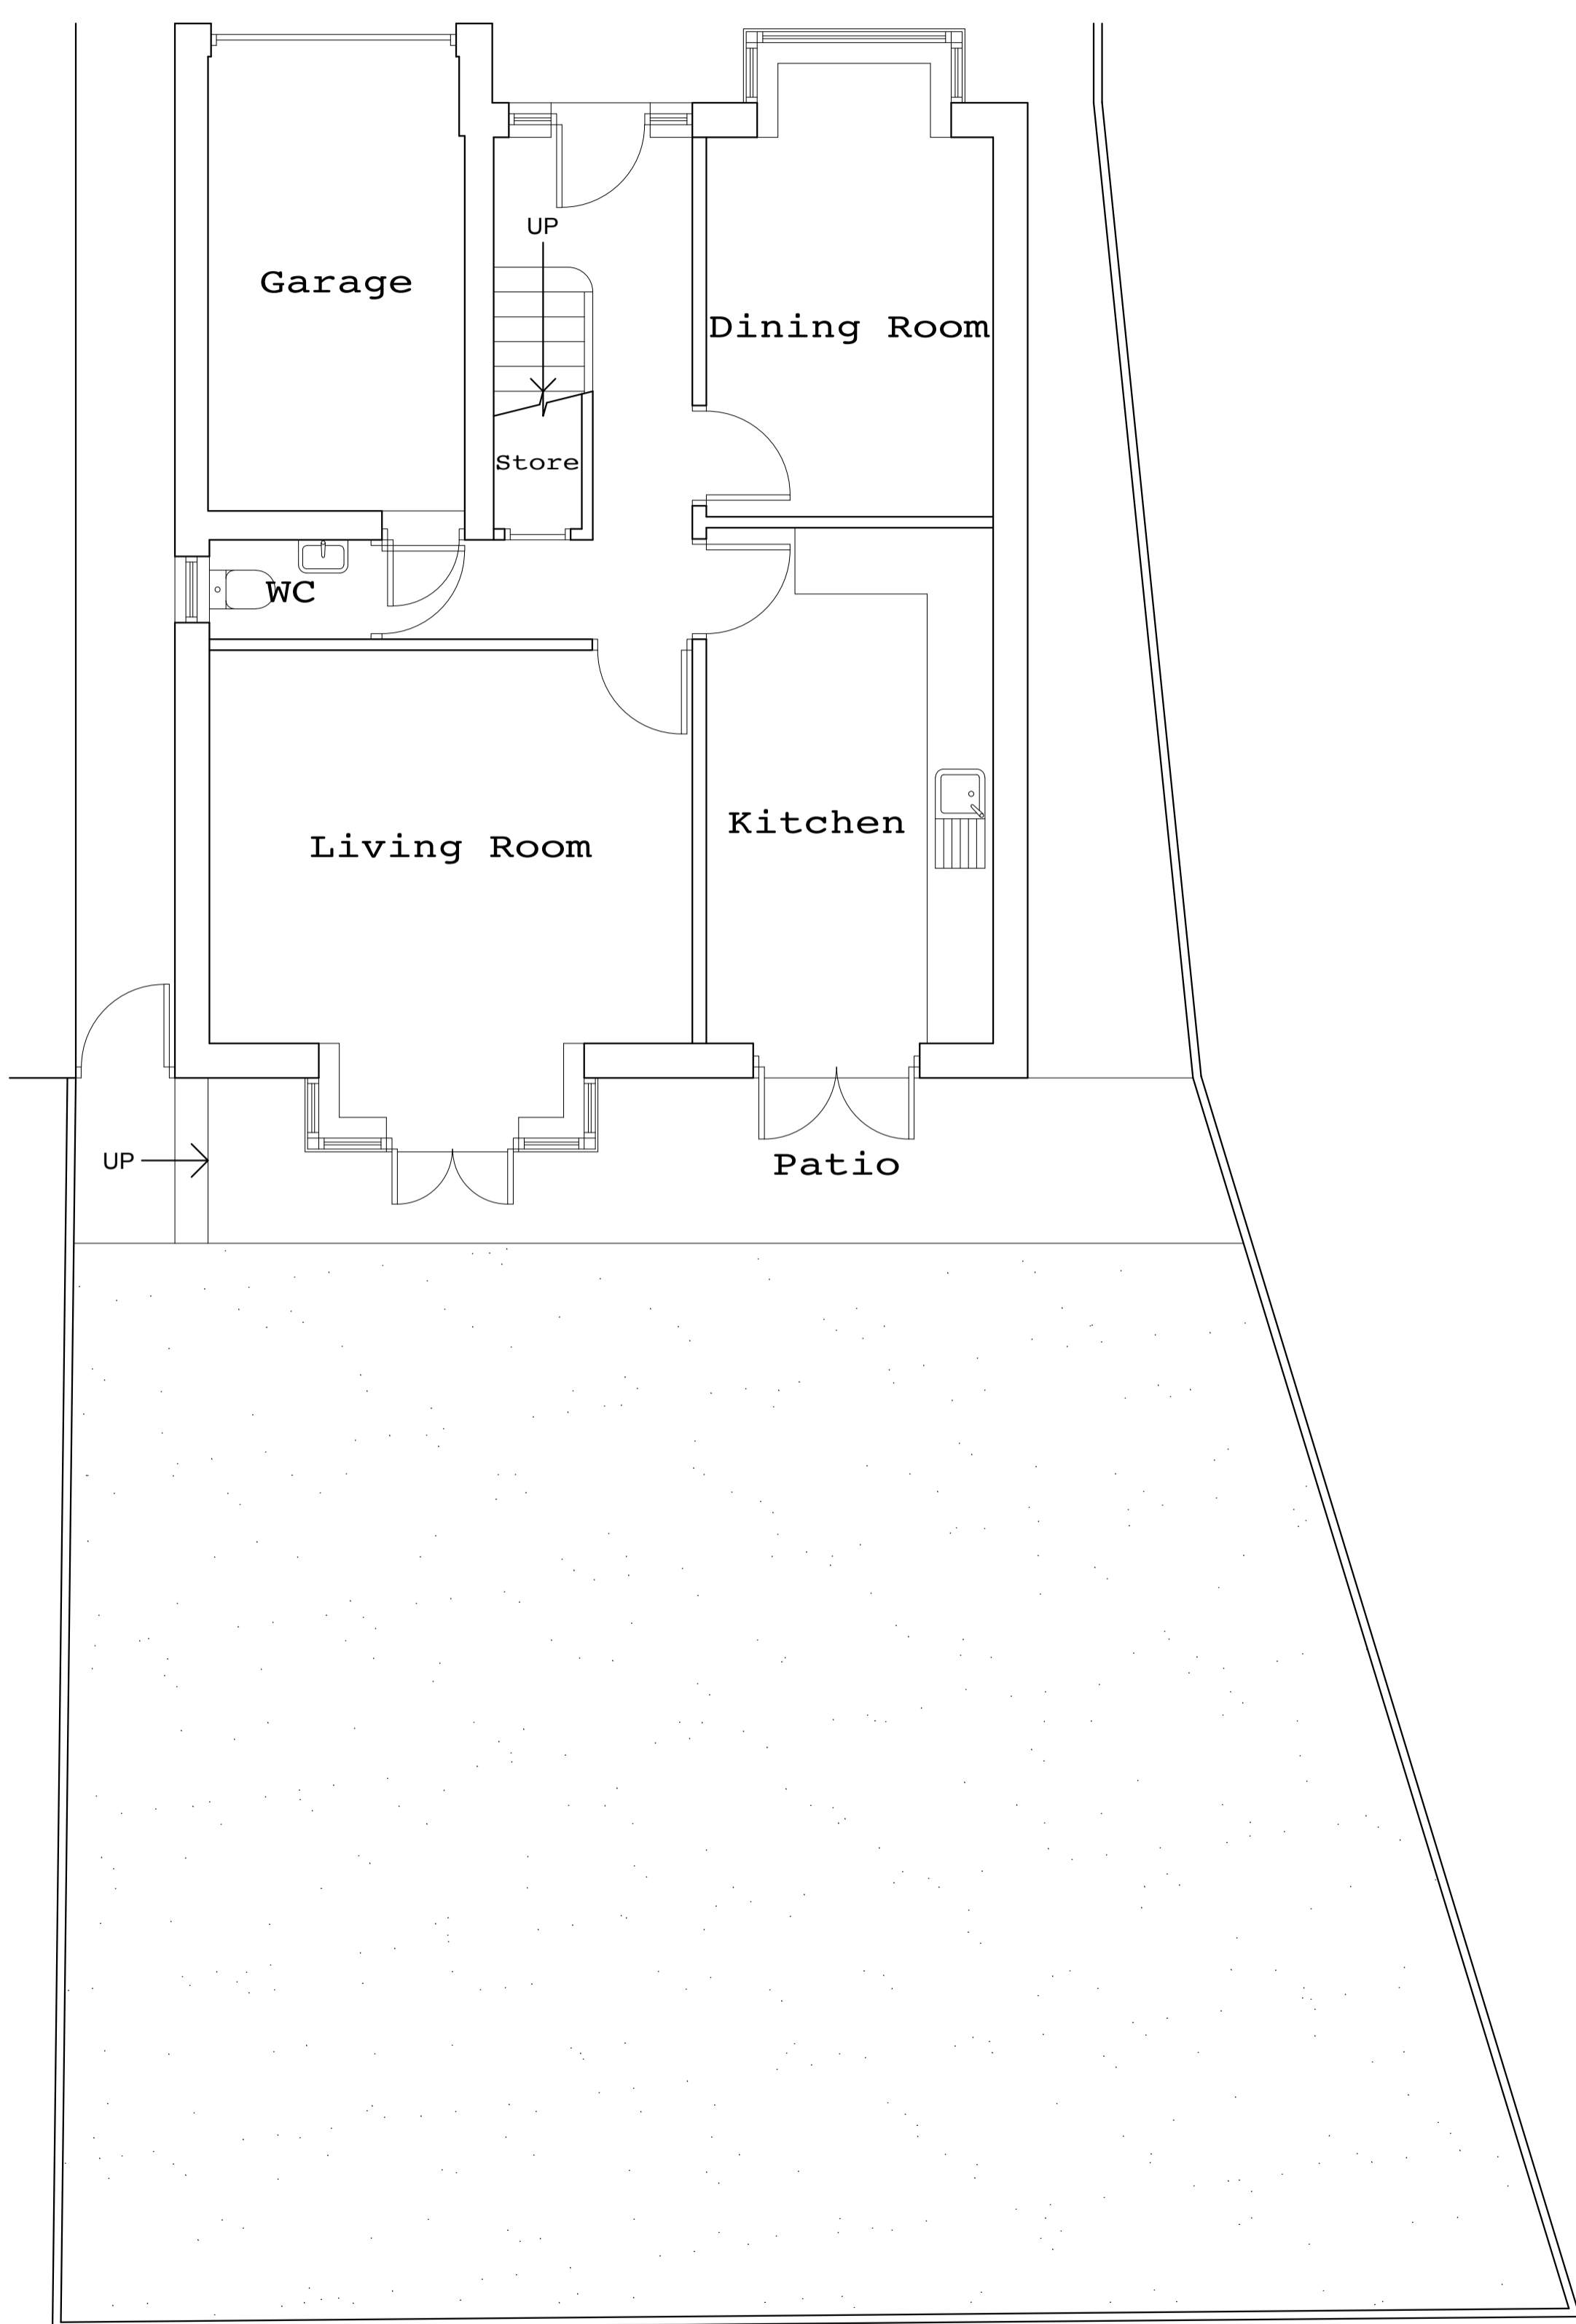 UP
Garage
Dining Room
Store
WC
Kitchen
Living Room
UP
Patio